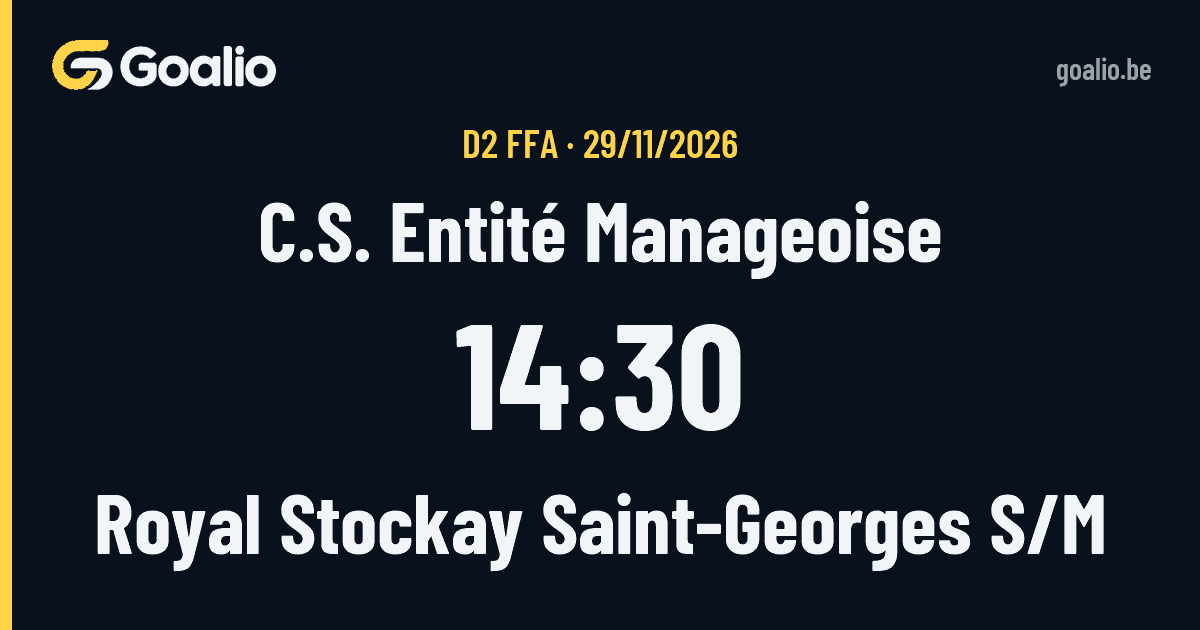 Goalio
goalio.be
D2 FFA · 29/11/2026
C.S. Entité Manageoise
14:30
Royal Stockay Saint-Georges S/M